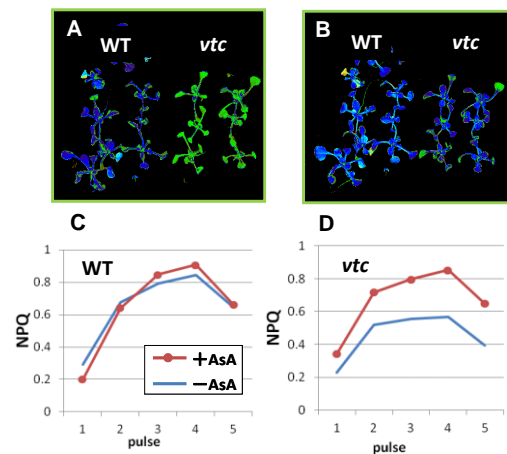 A
WT
vtc
B
WT
vtc
C
WT
NPQ
1
0.8
0.6
0.4
0.2
0
+AsA
−AsA
1 2 3 4 5
pulse
D
vtc
NPQ
1
0.8
0.6
0.4
0.2
0
1 2 3 4 5
pulse